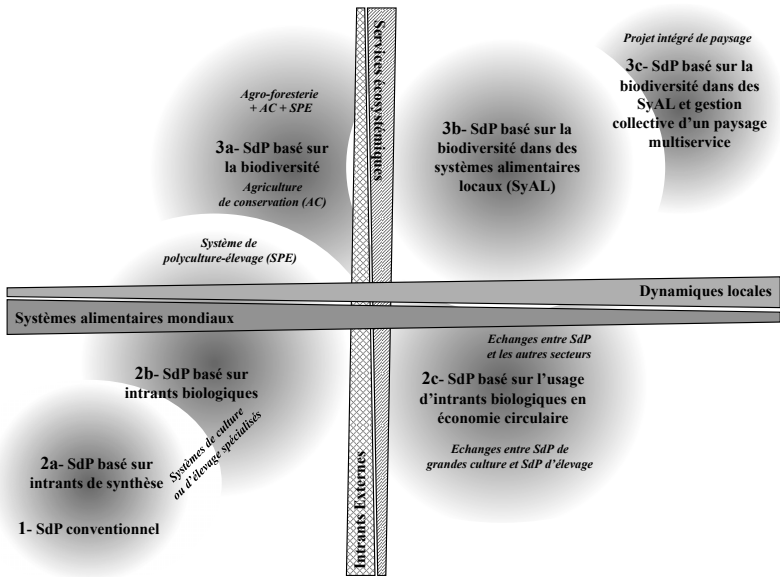 Projet intégré de paysage
3c- SdP basé sur la
biodiversité dans des
SyAL et gestion
collective d’un paysage
multiservice
Services écosystémiques
Agro-foresterie
+ AC + SPE
3a- SdP basé sur
la biodiversité
Agriculture
de conservation (AC)
3b- SdP basé sur la
biodiversité dans des
systèmes alimentaires
locaux (SyAL)
Système de
polyculture-élevage (SPE)
Dynamiques locales
Systèmes alimentaires mondiaux
Echanges entre SdP
et les autres secteurs
2b- SdP basé sur
intrants biologiques
2c- SdP basé sur l’usage
d’intrants biologiques en
économie circulaire
Systèmes de culture
ou d’élevage spécialisés
Echanges entre SdP de
grandes culture et SdP d’élevage
2a- SdP basé sur
intrants de synthèse
1- SdP conventionnel
Intrants Externes